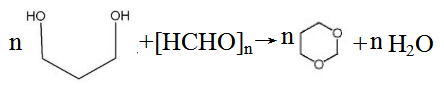 n HO OH +[HCHO]n→n O O +n H2O